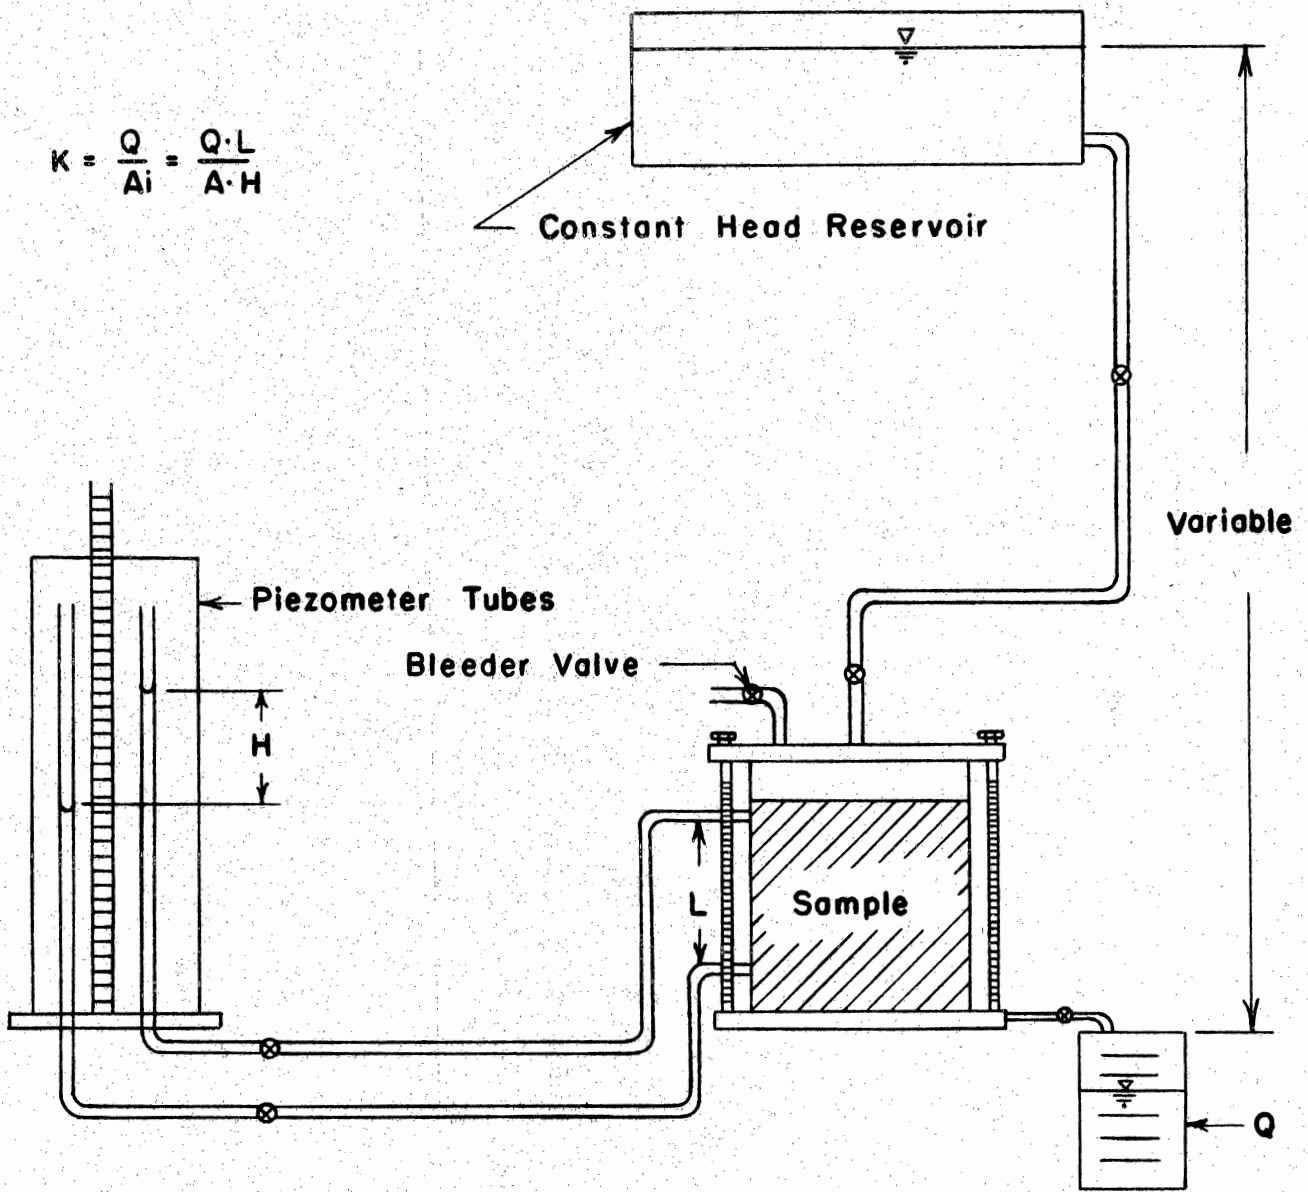 K = Q/Ai = Q·L/A·H
Constant Head Reservoir
Variable
Piezometer Tubes
Bleeder Valve
H
L
Sample
Q